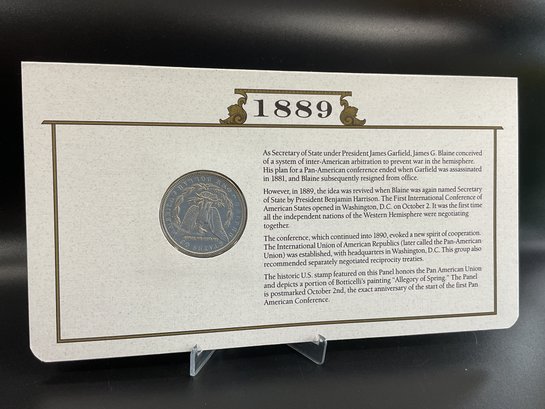 1889
As Secretary of State under President James Garfield, James G. Blaine conceived
of a system of inter-American arbitration to prevent war in the hemisphere.
His plan for a Pan-American conference ended when Garfield was assassinated
in 1881, and Blaine subsequently resigned from office.
However, in 1889, the idea was revived when Blaine was again named Secretary
of State by President Benjamin Harrison. The First International Conference of
American States opened in Washington, D.C. on October 2. It was the first time
all the independent nations of the Western Hemisphere were negotiating
together.
The conference, which continued into 1890, evoked a new spirit of cooperation.
The International Union of American Republics (later called the Pan-American
Union) was established, with headquarters in Washington, D.C. This group also
recommended separately negotiated reciprocity treaties.
The historic U.S. stamp featured on this Panel honors the Pan American Union
and depicts a portion of Botticelli's painting "Allegory of Spring." The Panel
is postmarked October 2nd, the exact anniversary of the start of the first Pan
American Conference.